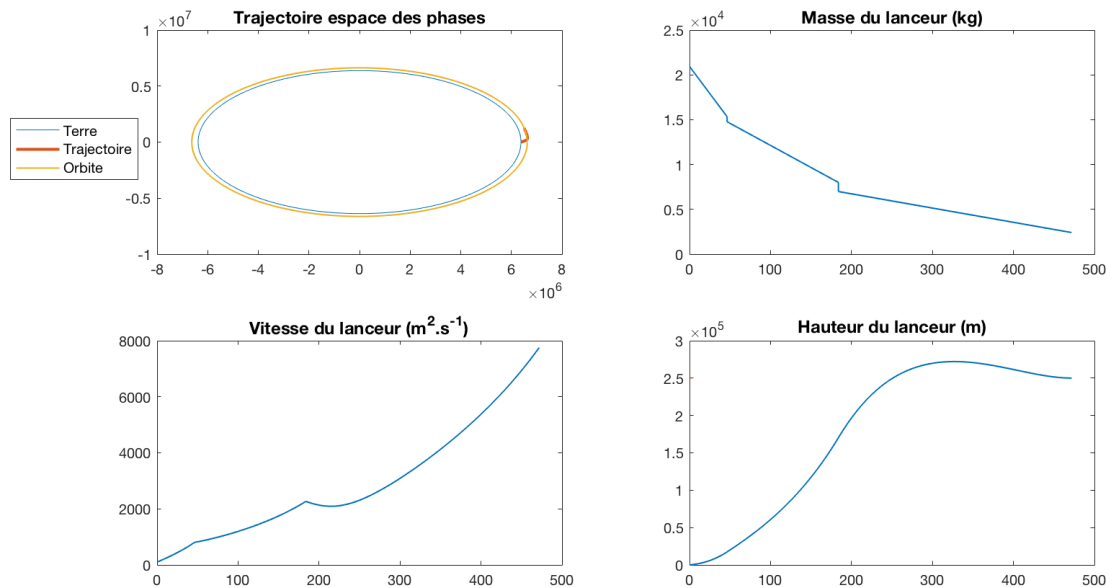 Trajectoire espace des phases
×10^7
1
0.5
0
-0.5
-1
-8 -6 -4 -2 0 2 4 6 8
×10^6
Terre
Trajectoire
Orbite
Masse du lanceur (kg)
×10^4
2.5
2
1.5
1
0.5
0
0 100 200 300 400 500
Vitesse du lanceur (m^2.s^-1)
8000
6000
4000
2000
0
0 100 200 300 400 500
Hauteur du lanceur (m)
×10^5
3
2.5
2
1.5
1
0.5
0
0 100 200 300 400 500